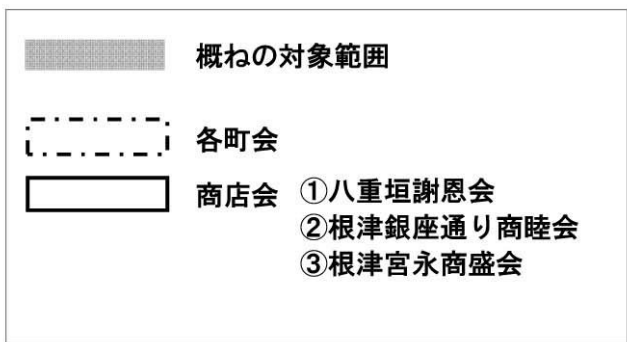 概ねの対象範囲
各町会
商店会 ①八重垣謝恩会
②根津銀座通り商睦会
③根津宮永商盛会